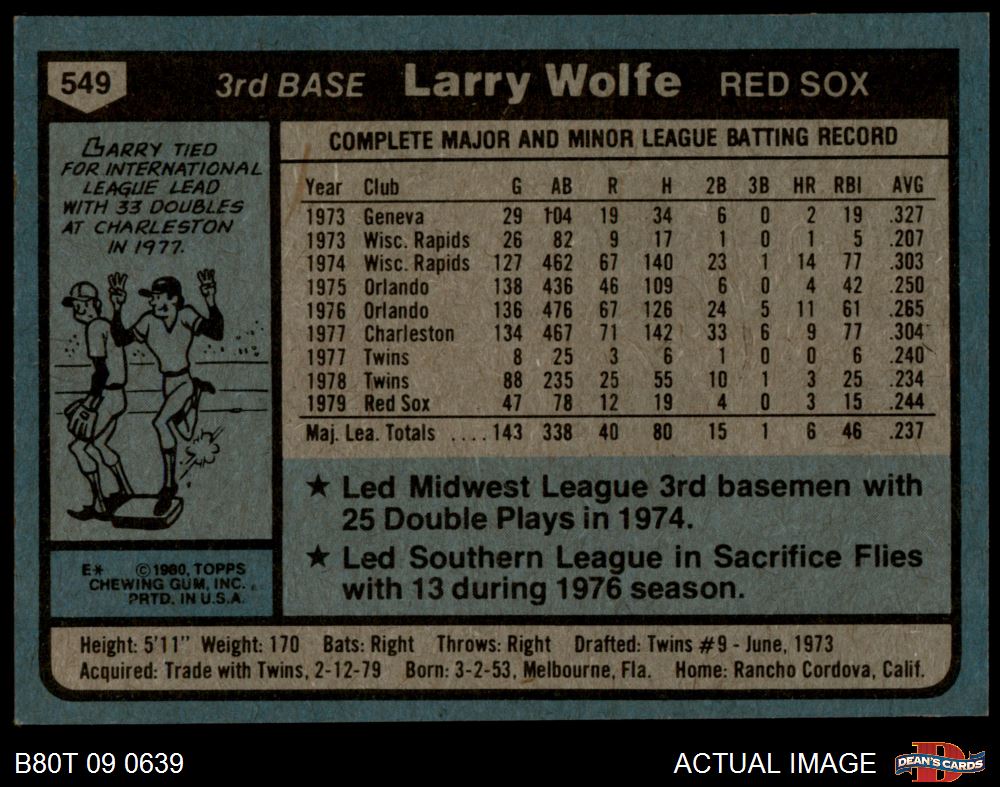 549
3rd BASE Larry Wolfe RED SOX
LARRY TIED
FOR INTERNATIONAL
LEAGUE LEAD
WITH 33 DOUBLES
AT CHARLESTON
IN 1977.
COMPLETE MAJOR AND MINOR LEAGUE BATTING RECORD
Year Club G AB R H 2B 3B HR RBI AVG
1973 Geneva 29 104 19 34 6 0 2 19 .327
1973 Wisc. Rapids 26 82 9 17 1 0 1 5 .207
1974 Wisc. Rapids 127 462 67 140 23 1 14 77 .303
1975 Orlando 138 436 46 109 6 0 4 42 .250
1976 Orlando 136 476 67 126 24 5 11 61 .265
1977 Charleston 134 467 71 142 33 6 9 77 .304
1977 Twins 8 25 3 6 1 0 0 6 .240
1978 Twins 88 235 25 55 10 1 3 25 .234
1979 Red Sox 47 78 12 19 4 0 3 15 .244
Maj. Lea. Totals ....143 338 40 80 15 1 6 46 .237
★ Led Midwest League 3rd basemen with
25 Double Plays in 1974.
★ Led Southern League in Sacrifice Flies
with 13 during 1976 season.
E* ©1980, TOPPS
CHEWING GUM, INC.
PRTD. IN U.S.A.
Height: 5'11" Weight: 170 Bats: Right Throws: Right Drafted: Twins #9 - June, 1973
Acquired: Trade with Twins, 2-12-79 Born: 3-2-53, Melbourne, Fla. Home: Rancho Cordova, Calif.
B80T 09 0639
ACTUAL IMAGE
D
DEAN'S CARDS